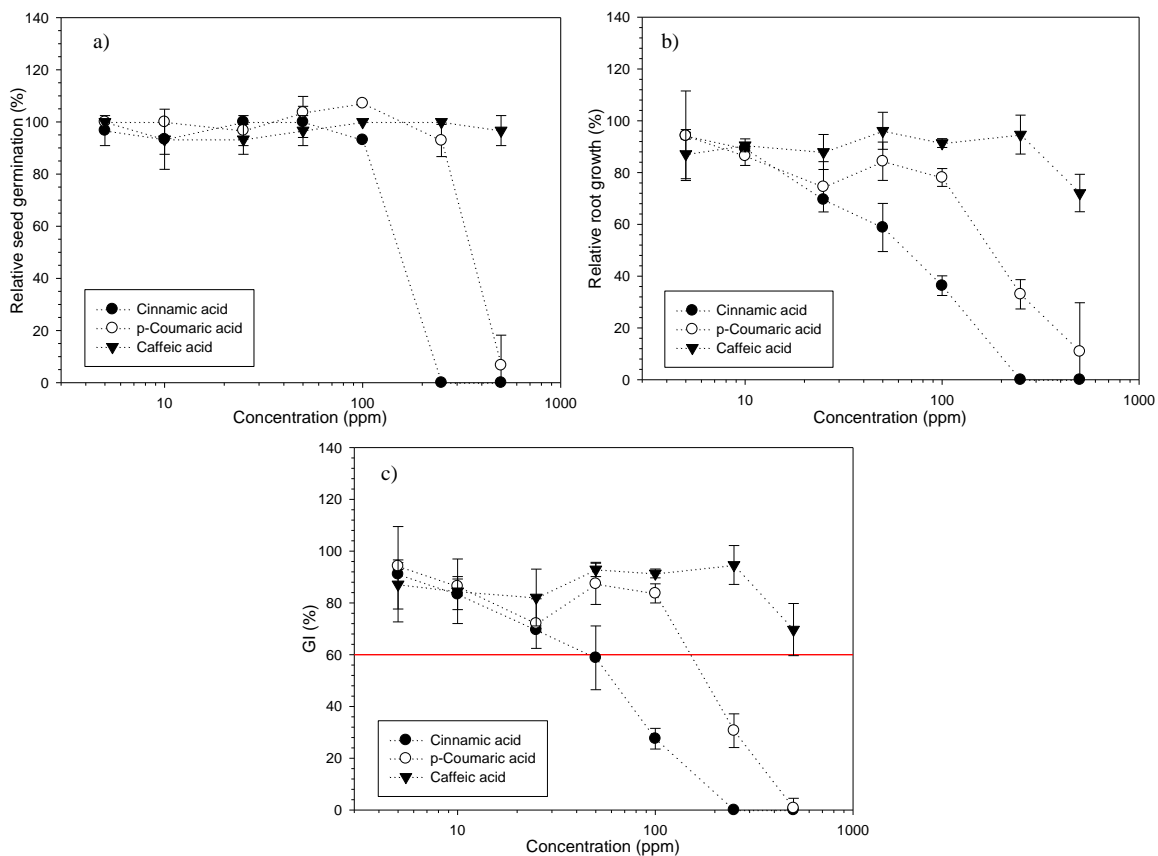 a)
Relative seed germination (%)
140
120
100
80
60
40
20
0
Cinnamic acid
p-Coumaric acid
Caffeic acid
10
100
1000
Concentration (ppm)
b)
Relative root growth (%)
140
120
100
80
60
40
20
0
Cinnamic acid
p-Coumaric acid
Caffeic acid
10
100
1000
Concentration (ppm)
c)
GI (%)
140
120
100
80
60
40
20
0
Cinnamic acid
p-Coumaric acid
Caffeic acid
10
100
1000
Concentration (ppm)